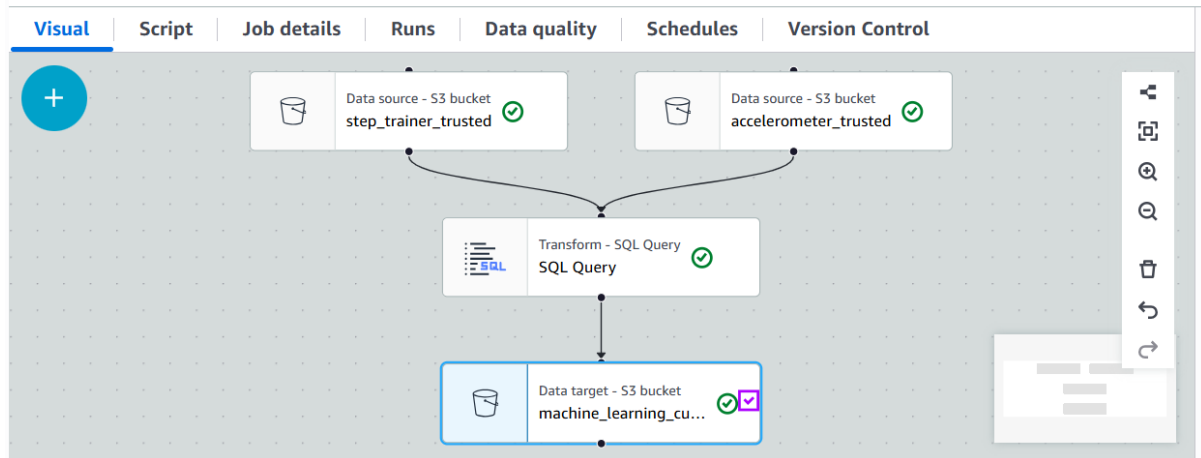 Visual
Script
Job details
Runs
Data quality
Schedules
Version Control
Data source - S3 bucket
step_trainer_trusted
Data source - S3 bucket
accelerometer_trusted
Transform - SQL Query
SQL Query
SQL
Data target - S3 bucket
machine_learning_cu...